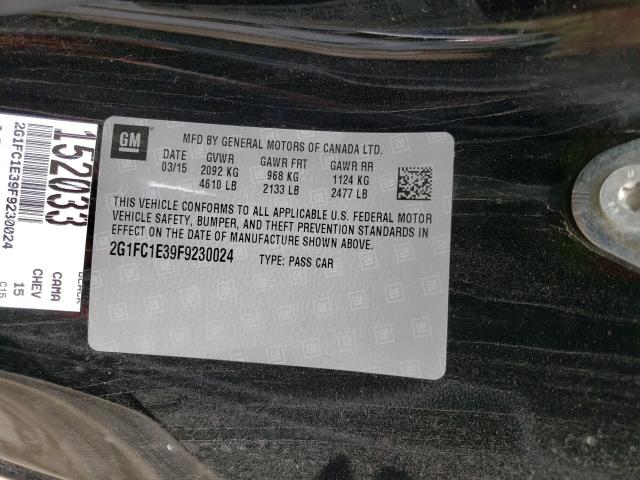 GM
MFD BY GENERAL MOTORS OF CANADA LTD.
DATE GVWR GAWR FRT GAWR RR
03/15 2092 KG 968 KG 1124 KG
4610 LB 2133 LB 2477 LB
THIS VEHICLE CONFORMS TO ALL APPLICABLE U.S. FEDERAL MOTOR
VEHICLE SAFETY, BUMPER, AND THEFT PREVENTION STANDARDS IN
EFFECT ON THE DATE OF MANUFACTURE SHOWN ABOVE.
2G1FC1E39F9230024 TYPE: PASS CAR
152033
2G1FC1E39F9230024
BLACK
CAMA
CHEV
15
C15